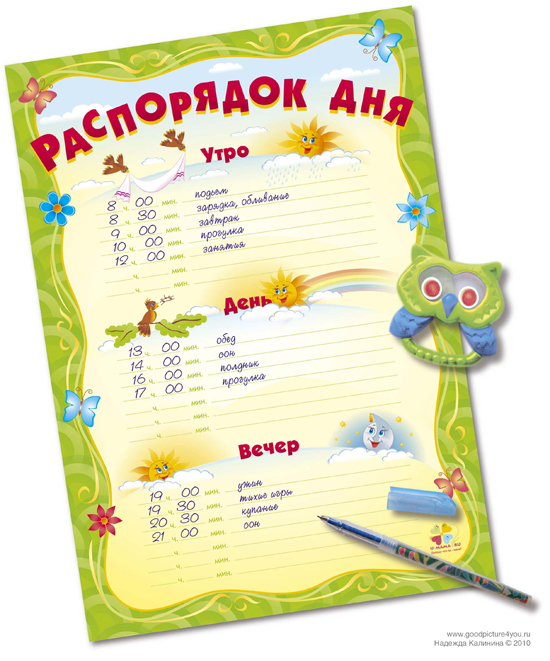 РАСПОРЯДОК ДНЯ
Утро
8 ч. 00 мин. подъем
8 ч. 30 мин. зарядка, обливание
9 ч. 00 мин. завтрак
10 ч. 00 мин. прогулка
12 ч. 00 мин. занятия
ч. мин.
ч. мин.
День
13 ч. 00 мин. обед
14 ч. 00 мин. сон
16 ч. 00 мин. полдник
17 ч. 00 мин. прогулка
ч. мин.
ч. мин.
Вечер
19 ч. 00 мин. ужин
19 ч. 30 мин. тихие игры
20 ч. 30 мин. купание
21 ч. 00 мин. сон
ч. мин.
ч. мин.
www.goodpicture4you.ru
Надежда Калинина © 2010